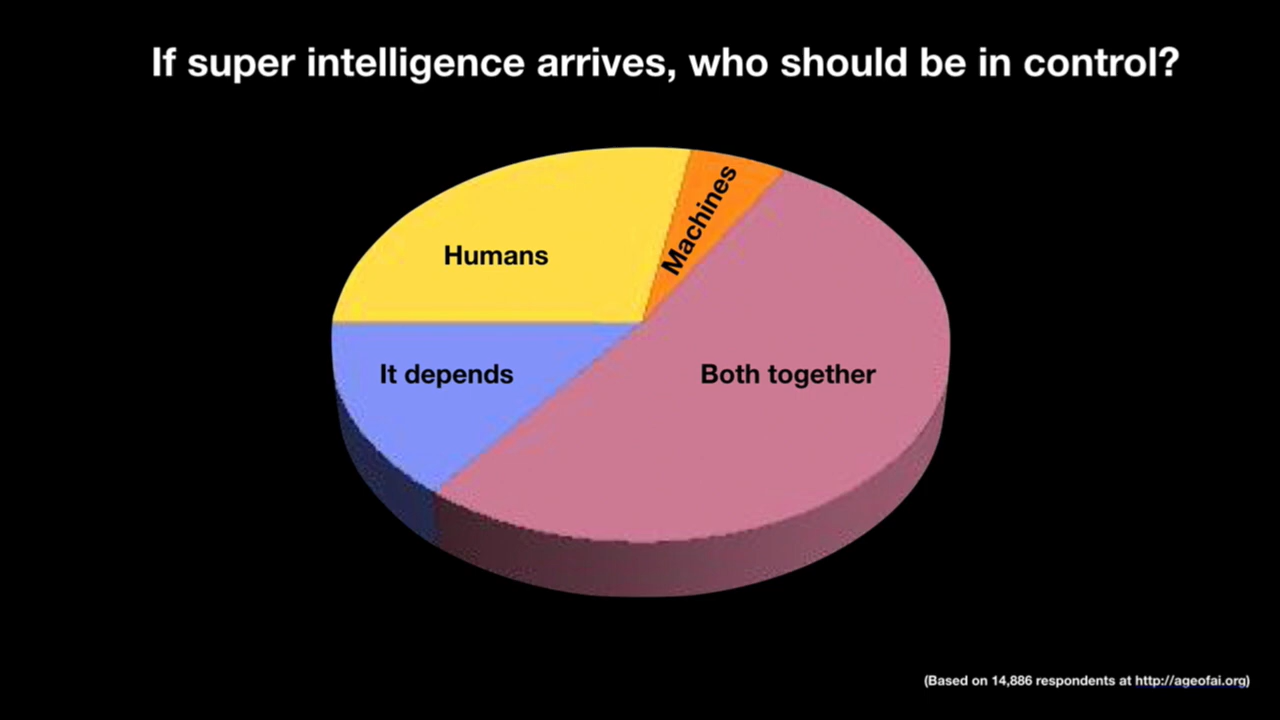 If super intelligence arrives, who should be in control?
Machines
Humans
It depends
Both together
(Based on 14,886 respondents at http://ageofai.org)